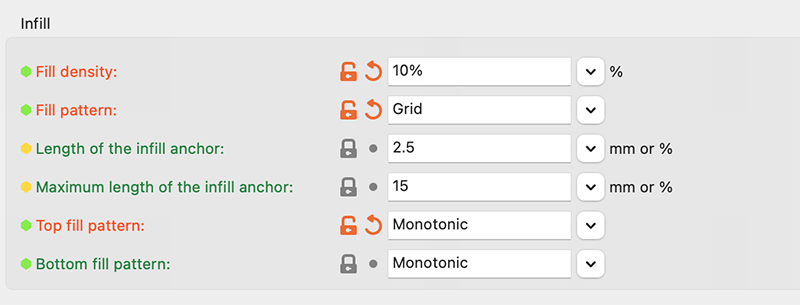 Infill
Fill density: 10% %
Fill pattern: Grid
Length of the infill anchor: 2.5 mm or %
Maximum length of the infill anchor: 15 mm or %
Top fill pattern: Monotonic
Bottom fill pattern: Monotonic